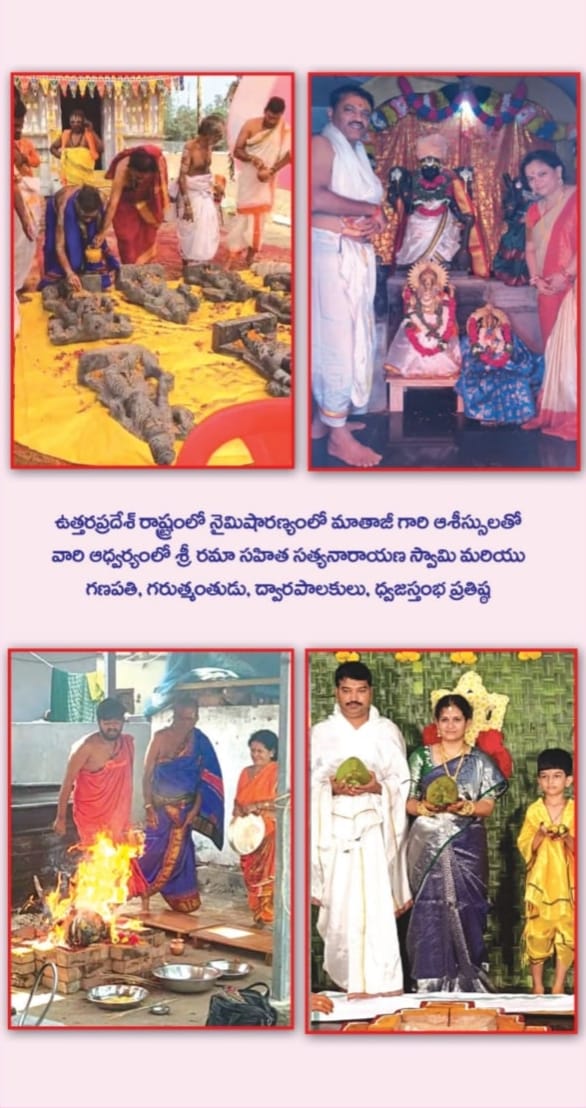 ఉత్తరప్రదేశ్ రాష్ట్రంలో నైమిషారణ్యంలో మాతాజీ గారి ఆశీస్సులతో
వారి ఆధ్వర్యంలో శ్రీ రమా సహిత సత్యనారాయణ స్వామి మరియు
గణపతి, గరుత్మంతుడు, ద్వారపాలకులు, ధ్వజస్తంభ ప్రతిష్ఠ